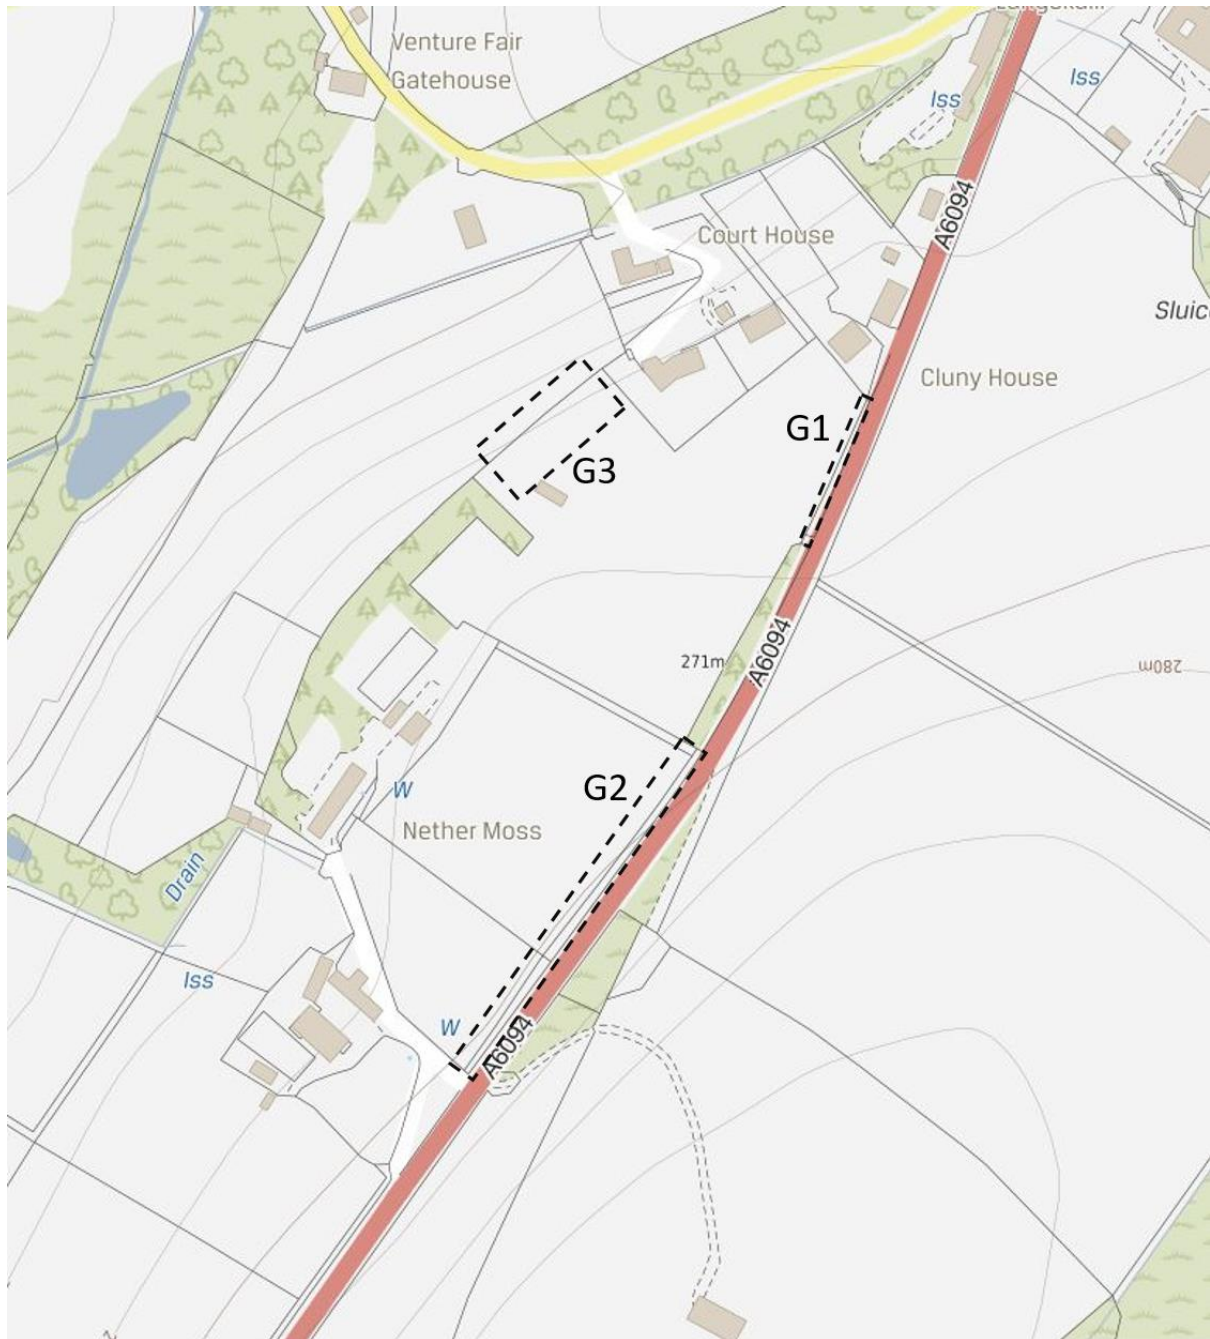 Venture Fair
Gatehouse
Iss
Iss
A6094
Court House
Sluic
Cluny House
G1
G3
271m
A6094
280m
G2
W
Nether Moss
Drain
Iss
W
A6094